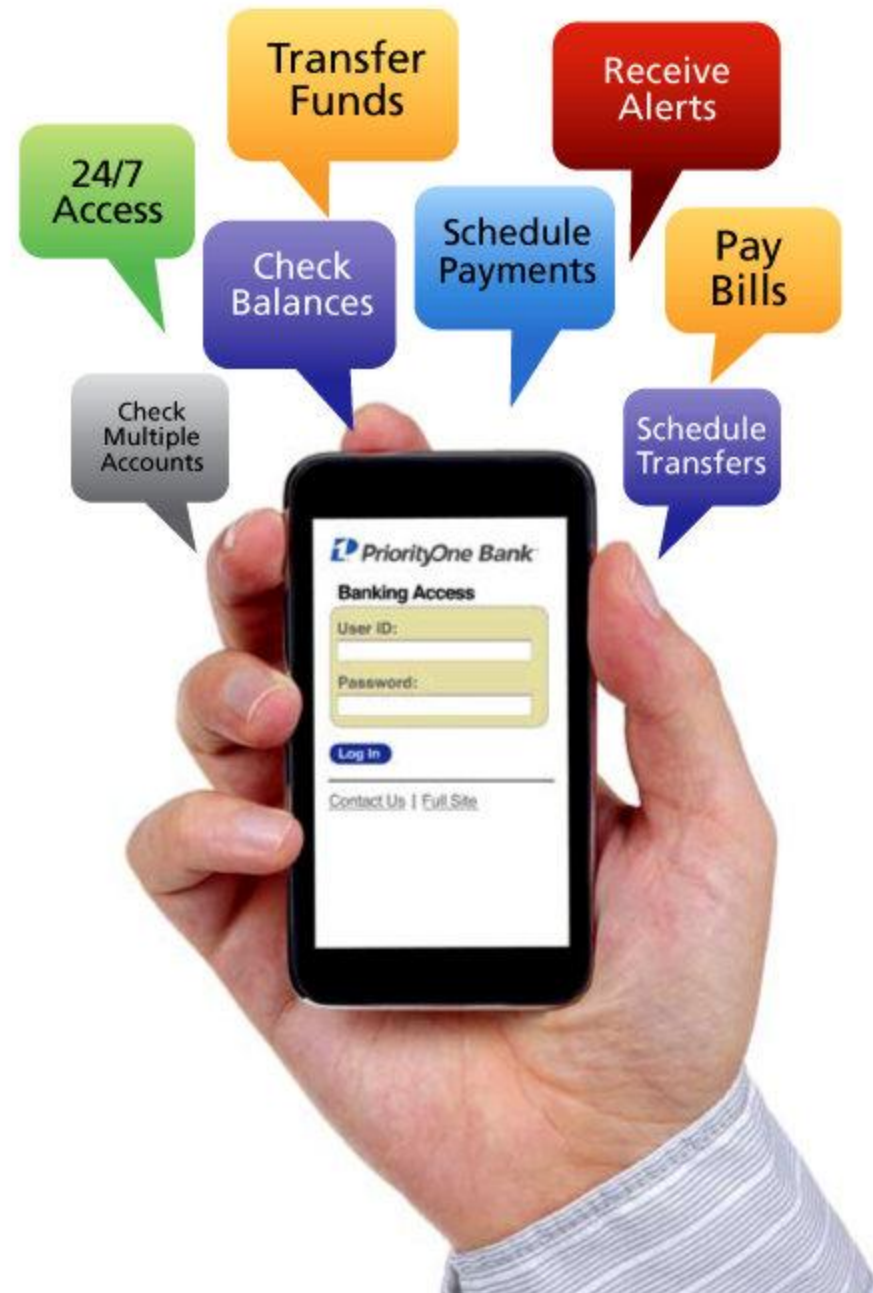 Transfer
Funds
Receive
Alerts
24/7
Access
Check
Balances
Schedule
Payments
Pay
Bills
Check
Multiple
Accounts
Schedule
Transfers
PriorityOne Bank
Banking Access
User ID:
Password:
Log In
Contact Us | Full Site